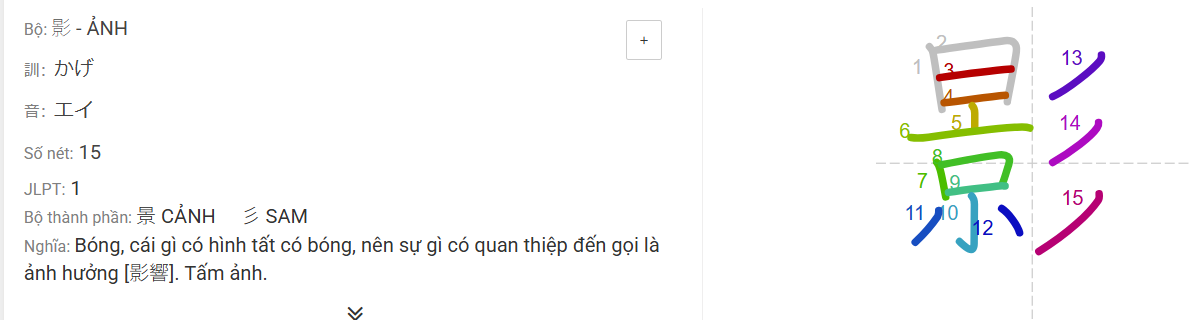 Bộ: 影 - ẢNH
+
訓: かげ
音: エイ
Số nét: 15
JLPT: 1
Bộ thành phần: 景 CẢNH 彡 SAM
Nghĩa: Bóng, cái gì có hình tất có bóng, nên sự gì có quan thiệp đến gọi là
ảnh hưởng [影響]. Tấm ảnh.
影
1
2
3
4
5
6
7
8
9
10
11
12
13
14
15